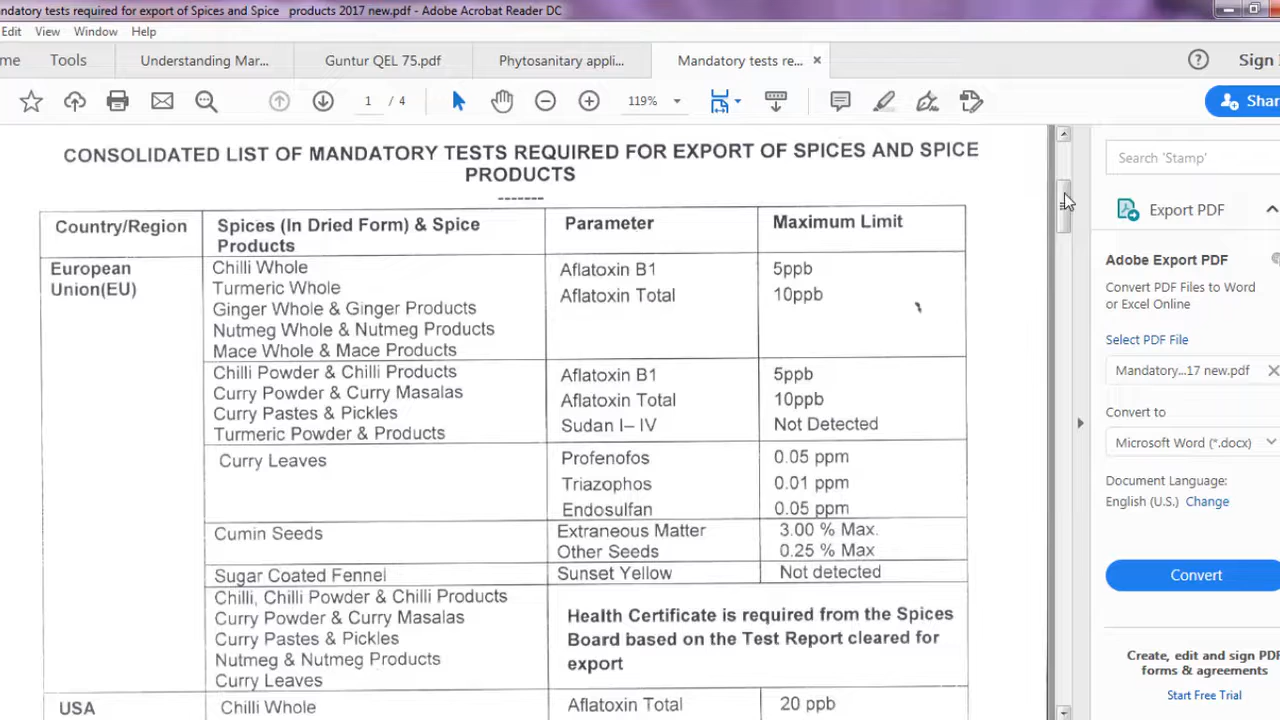 ndatory tests required for export of Spices and Spice products 2017 new.pdf - Adobe Acrobat Reader DC
Edit View Window Help
me Tools Understanding Mar... Guntur QEL 75.pdf Phytosanitary appli... Mandatory tests re... ×
? Sign
1 / 4 119% Shar
CONSOLIDATED LIST OF MANDATORY TESTS REQUIRED FOR EXPORT OF SPICES AND SPICE
PRODUCTS
-------
Country/Region Spices (In Dried Form) & Spice Parameter Maximum Limit
Products
European Chilli Whole Aflatoxin B1 5ppb
Union(EU) Turmeric Whole Aflatoxin Total 10ppb
Ginger Whole & Ginger Products
Nutmeg Whole & Nutmeg Products
Mace Whole & Mace Products
Chilli Powder & Chilli Products Aflatoxin B1 5ppb
Curry Powder & Curry Masalas Aflatoxin Total 10ppb
Curry Pastes & Pickles Sudan I– IV Not Detected
Turmeric Powder & Products
Curry Leaves Profenofos 0.05 ppm
Triazophos 0.01 ppm
Endosulfan 0.05 ppm
Cumin Seeds Extraneous Matter 3.00 % Max.
Other Seeds 0.25 % Max
Sugar Coated Fennel Sunset Yellow Not detected
Chilli, Chilli Powder & Chilli Products
Curry Powder & Curry Masalas
Curry Pastes & Pickles
Nutmeg & Nutmeg Products
Curry Leaves
Health Certificate is required from the Spices
Board based on the Test Report cleared for
export
USA Chilli Whole Aflatoxin Total 20 ppb
Search 'Stamp'
Export PDF
Adobe Export PDF
Convert PDF Files to Word
or Excel Online
Select PDF File
Mandatory...17 new.pdf ×
Convert to
Microsoft Word (*.docx)
Document Language:
English (U.S.) Change
Convert
Create, edit and sign PD
forms & agreements
Start Free Trial